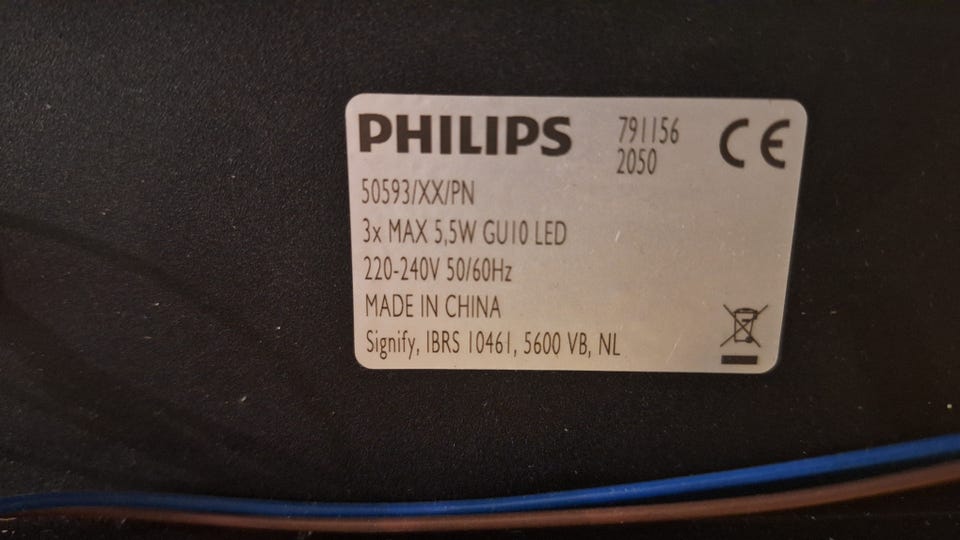 PHILIPS
791156
2050
CE
50593/XX/PN
3x MAX 5,5W GU10 LED
220-240V 50/60Hz
MADE IN CHINA
Signify, IBRS 10461, 5600 VB, NL